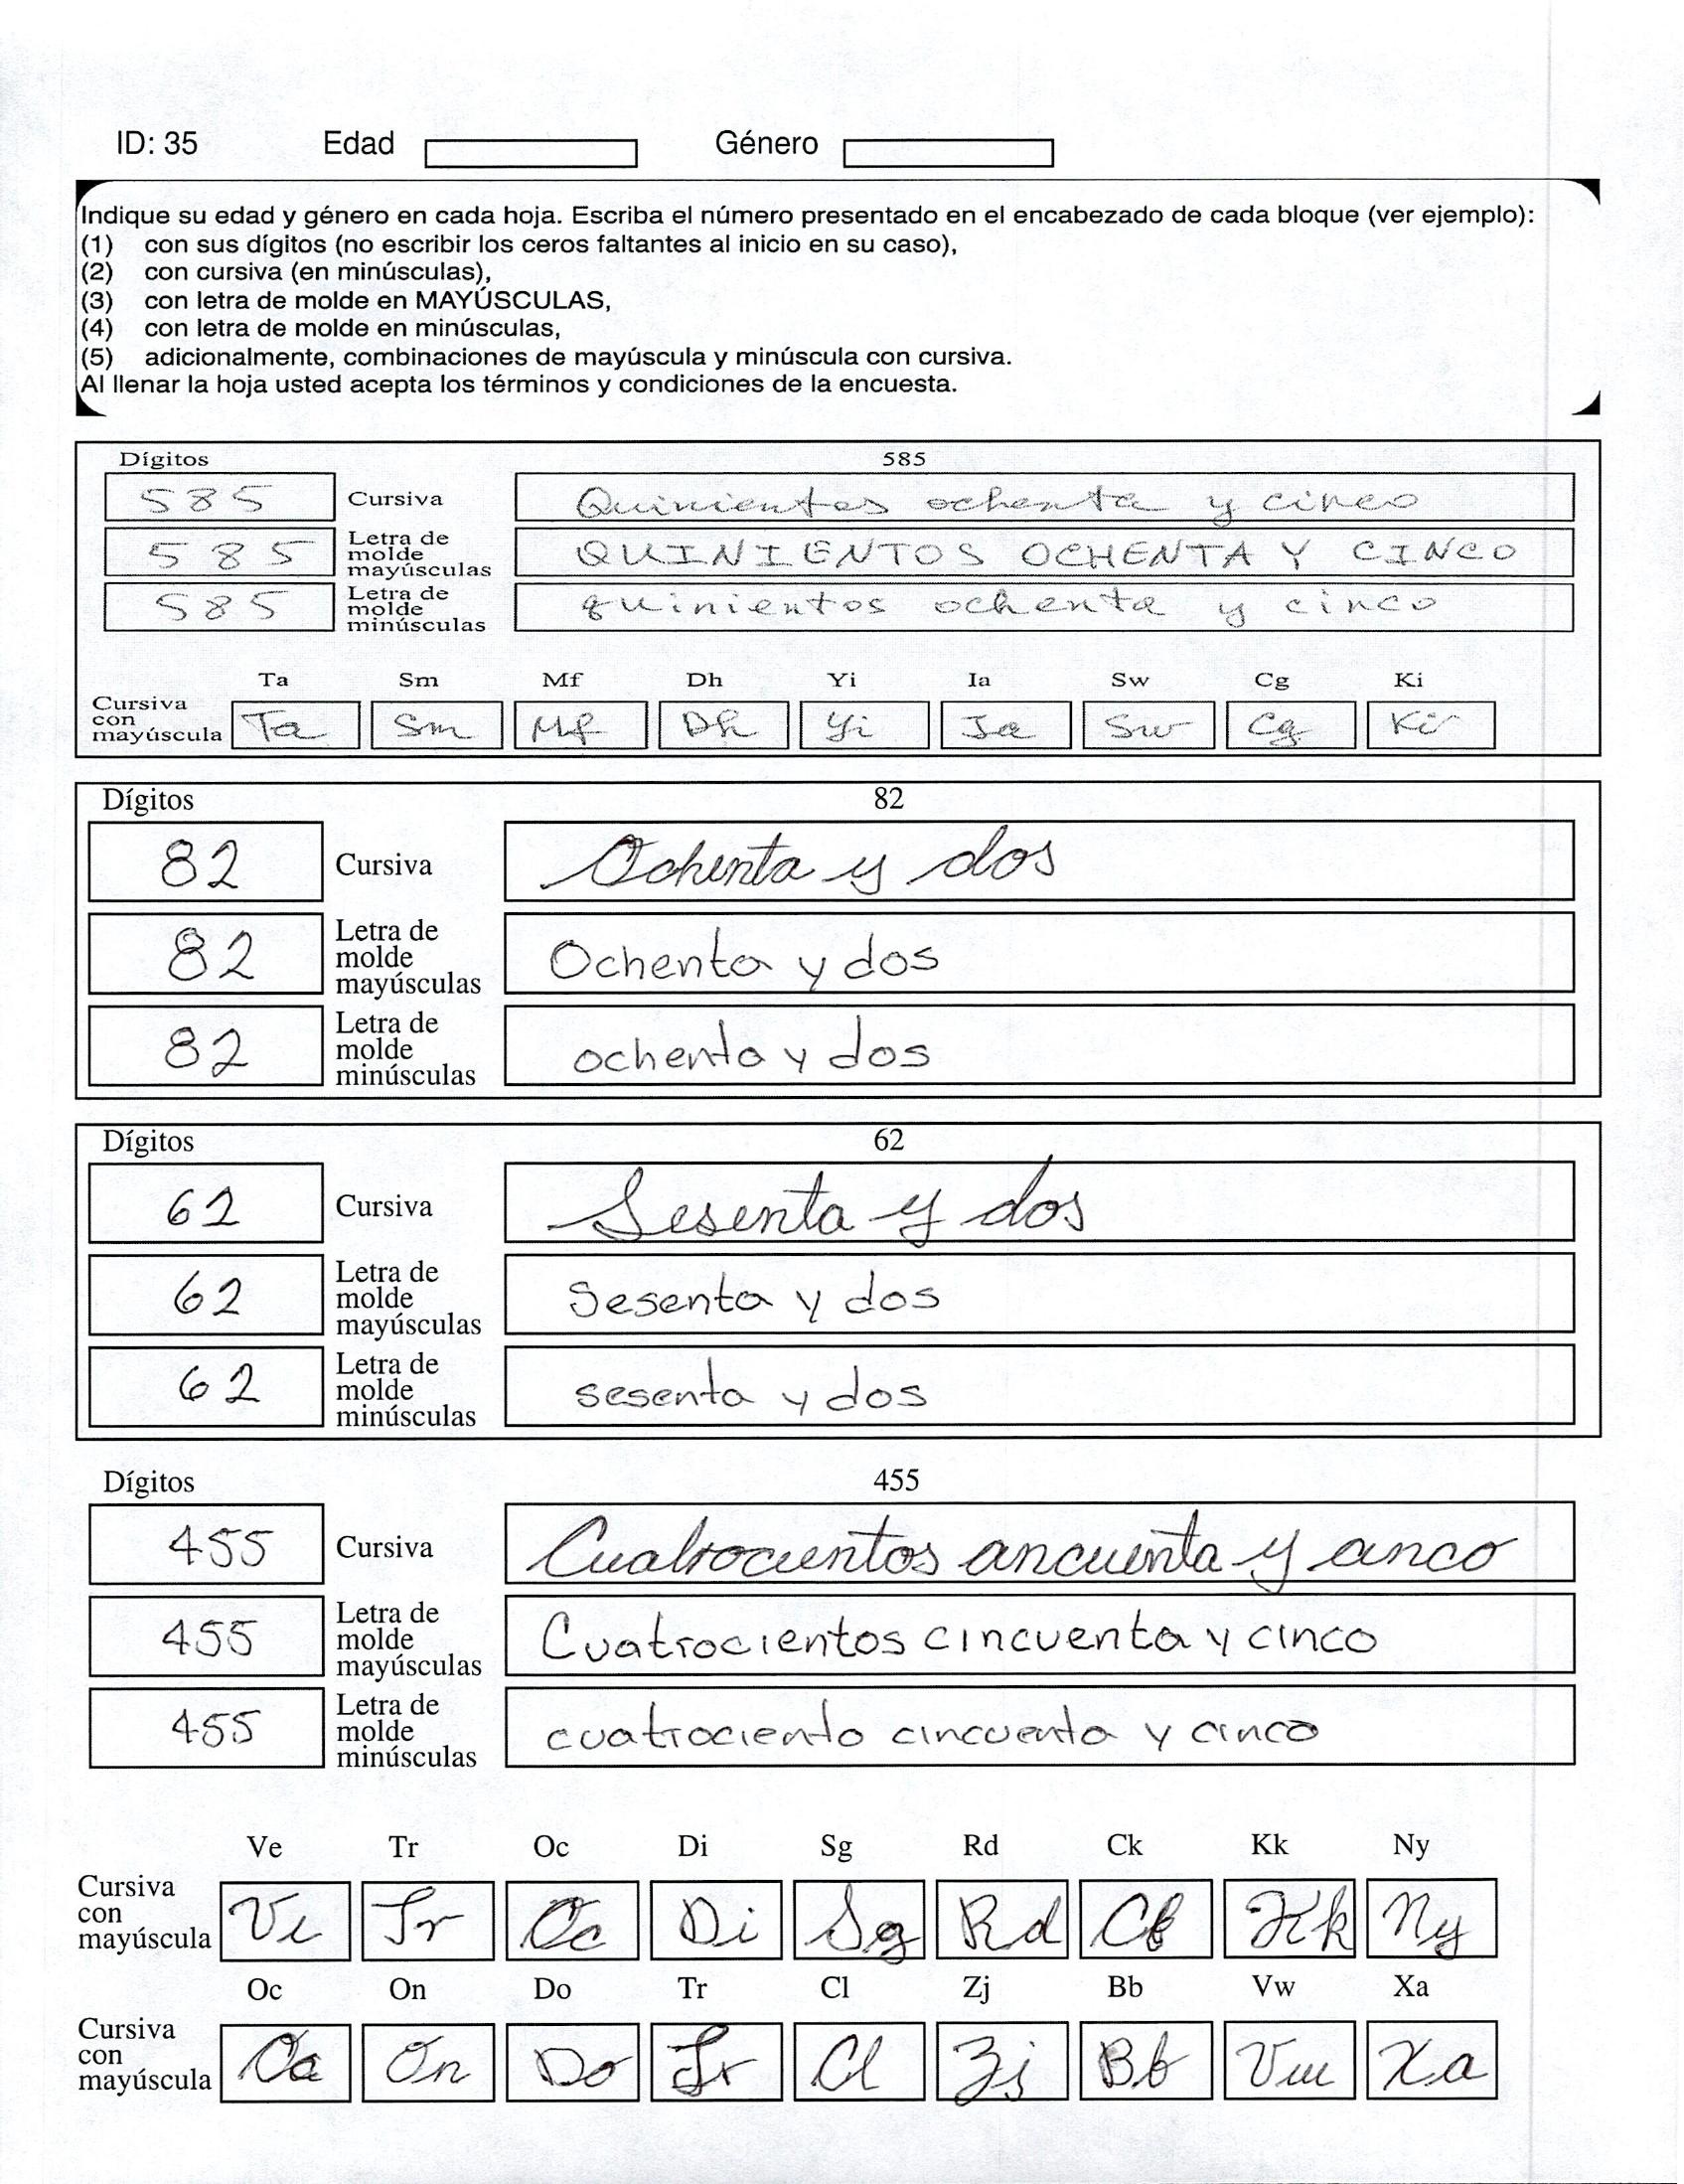 ID: 35 Edad Género
Indique su edad y género en cada hoja. Escriba el número presentado en el encabezado de cada bloque (ver ejemplo):
(1) con sus dígitos (no escribir los ceros faltantes al inicio en su caso),
(2) con cursiva (en minúsculas),
(3) con letra de molde en MAYÚSCULAS,
(4) con letra de molde en minúsculas,
(5) adicionalmente, combinaciones de mayúscula y minúscula con cursiva.
Al llenar la hoja usted acepta los términos y condiciones de la encuesta.
Dígitos 585
585 Cursiva Quinientos ochenta y cinco
585 Letra de molde mayúsculas QUINIENTOS OCHENTA Y CINCO
585 Letra de molde minúsculas quinientos ochenta y cinco
Ta Sm Mf Dh Yi Ia Sw Cg Ki
Cursiva con mayúscula Ta Sm Mf Dh Yi Ia Sw Cg Ki
Dígitos 82
82 Cursiva Ochenta y dos
82 Letra de molde mayúsculas Ochenta y dos
82 Letra de molde minúsculas ochenta y dos
Dígitos 62
62 Cursiva Sesenta y dos
62 Letra de molde mayúsculas Sesenta y dos
62 Letra de molde minúsculas sesenta y dos
Dígitos 455
455 Cursiva Cuatrocientos cincuenta y cinco
455 Letra de molde mayúsculas Cuatrocientos cincuenta y cinco
455 Letra de molde minúsculas cuatrociento cincuenta y cinco
Ve Tr Oc Di Sg Rd Ck Kk Ny
Cursiva con mayúscula Ve Tr Oc Di Sg Rd Ck Kk Ny
Oc On Do Tr Cl Zj Bb Vw Xa
Cursiva con mayúscula Oa On Do Tr Cl Zj Bb Vw Xa